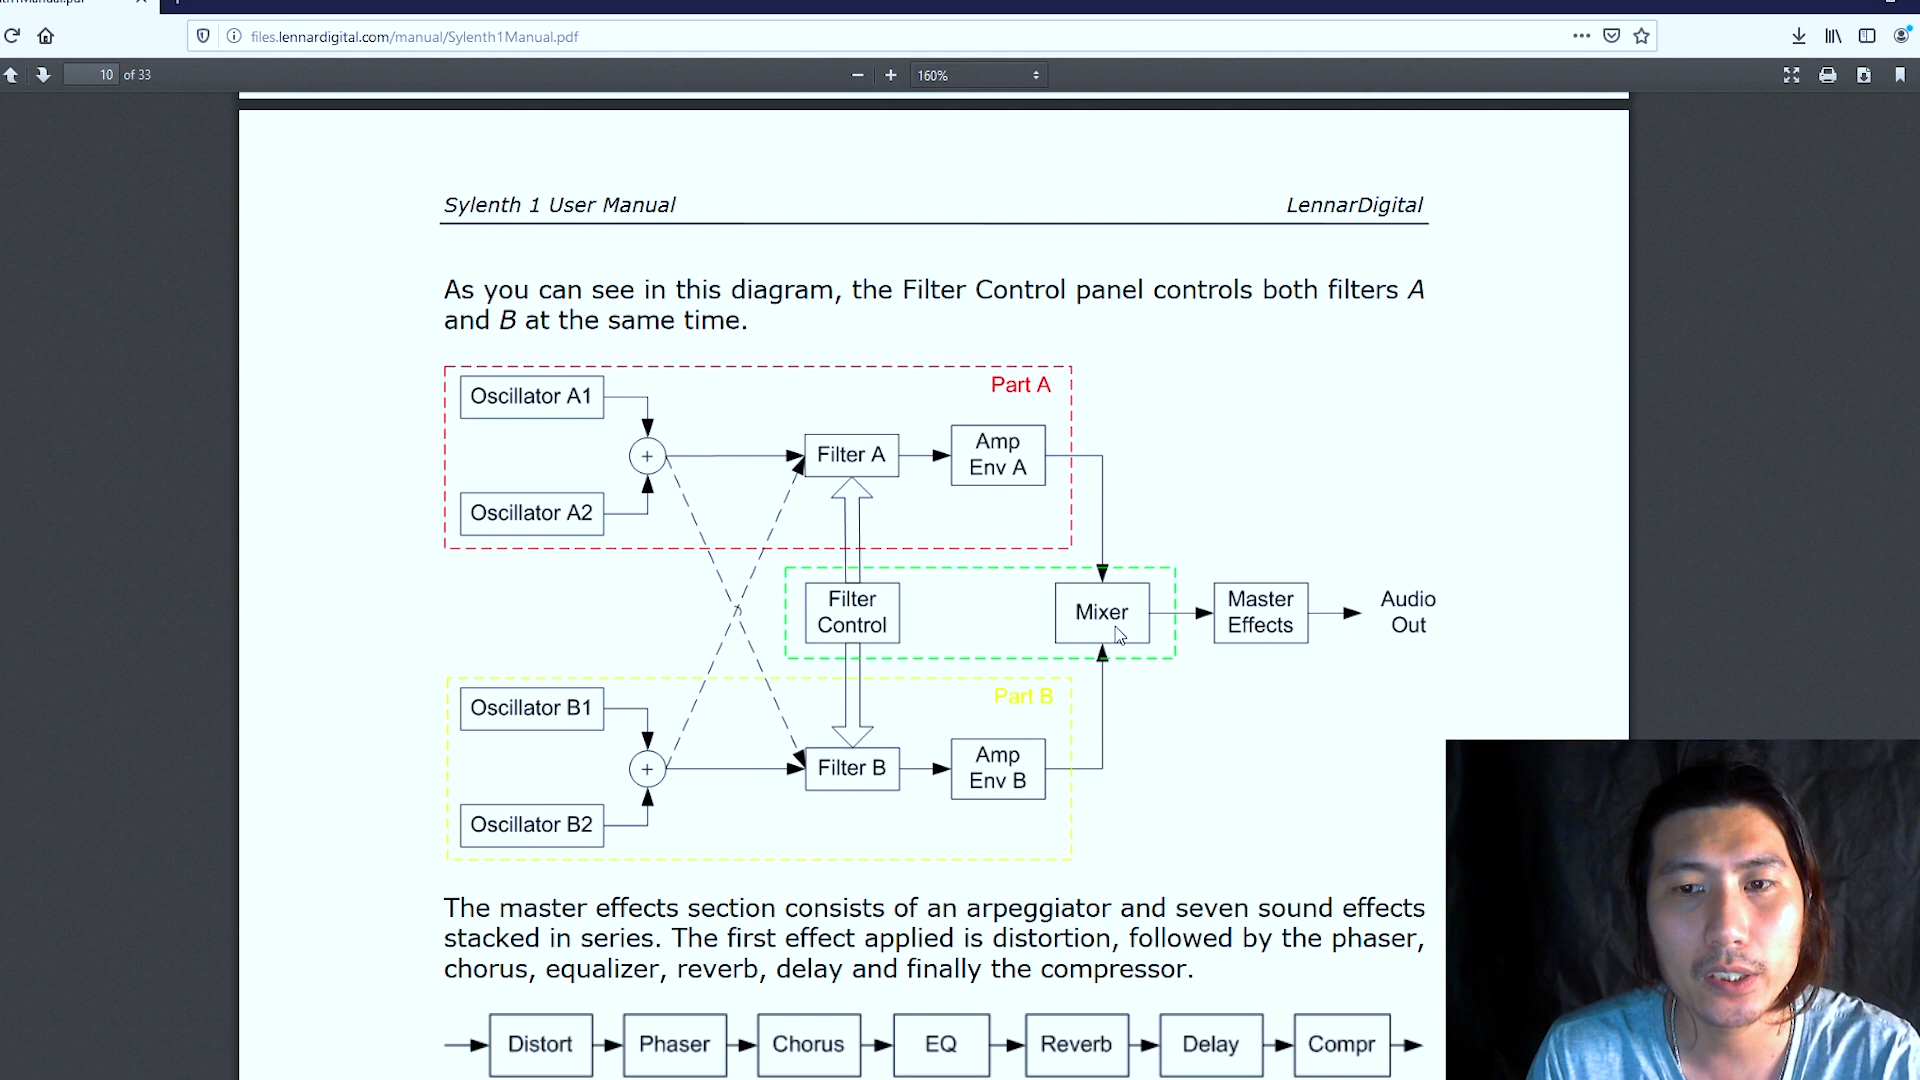 files.lennardigital.com/manual/Sylenth1Manual.pdf
10 of 33
160%
Sylenth 1 User Manual LennarDigital
As you can see in this diagram, the Filter Control panel controls both filters A
and B at the same time.
Part A
Oscillator A1
+
Filter A
Amp
Env A
Oscillator A2
Filter
Control
Mixer
Master
Effects
Audio
Out
Part B
Oscillator B1
+
Filter B
Amp
Env B
Oscillator B2
The master effects section consists of an arpeggiator and seven sound effects
stacked in series. The first effect applied is distortion, followed by the phaser,
chorus, equalizer, reverb, delay and finally the compressor.
Distort Phaser Chorus EQ Reverb Delay Compr